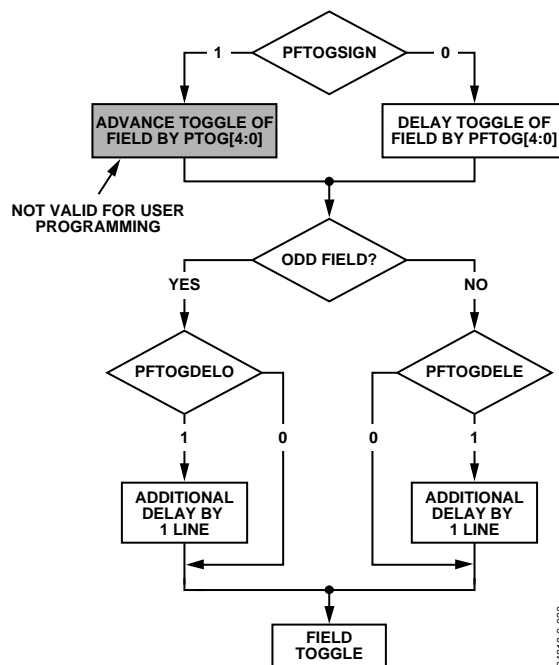 PFTOGSIGN
1
0
ADVANCE TOGGLE OF
FIELD BY PTOG[4:0]
DELAY TOGGLE OF
FIELD BY PFTOG[4:0]
NOT VALID FOR USER
PROGRAMMING
ODD FIELD?
YES
NO
PFTOGDELO
PFTOGDELE
1
0
0
1
ADDITIONAL
DELAY BY
1 LINE
ADDITIONAL
DELAY BY
1 LINE
FIELD
TOGGLE